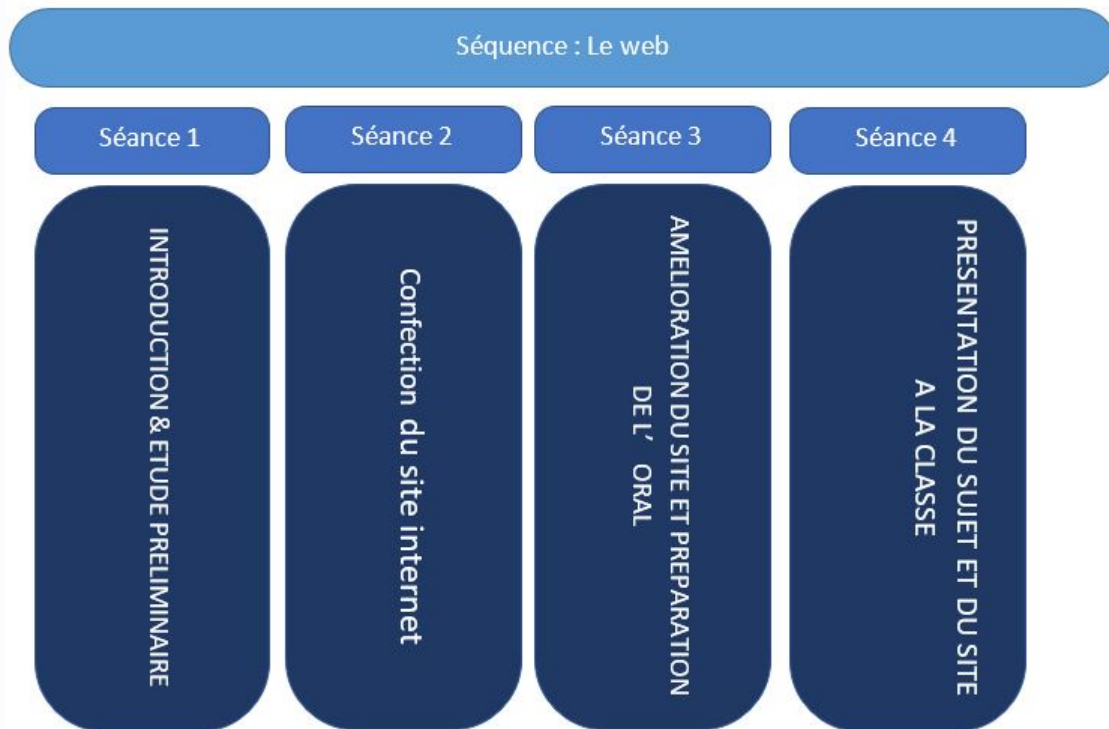 Séquence : Le web
Séance 1
Séance 2
Séance 3
Séance 4
INTRODUCTION & ETUDE PRELIMINAIRE
Confection du site internet
AMELIORATION DU SITE ET PREPARATION
DE L' ORAL
PRESENTATION DU SUJET ET DU SITE
A LA CLASSE